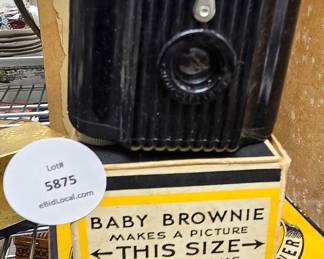 Lot#
5875
eBidLocal.com
BABY BROWNIE
MAKES A PICTURE
←THIS SIZE→